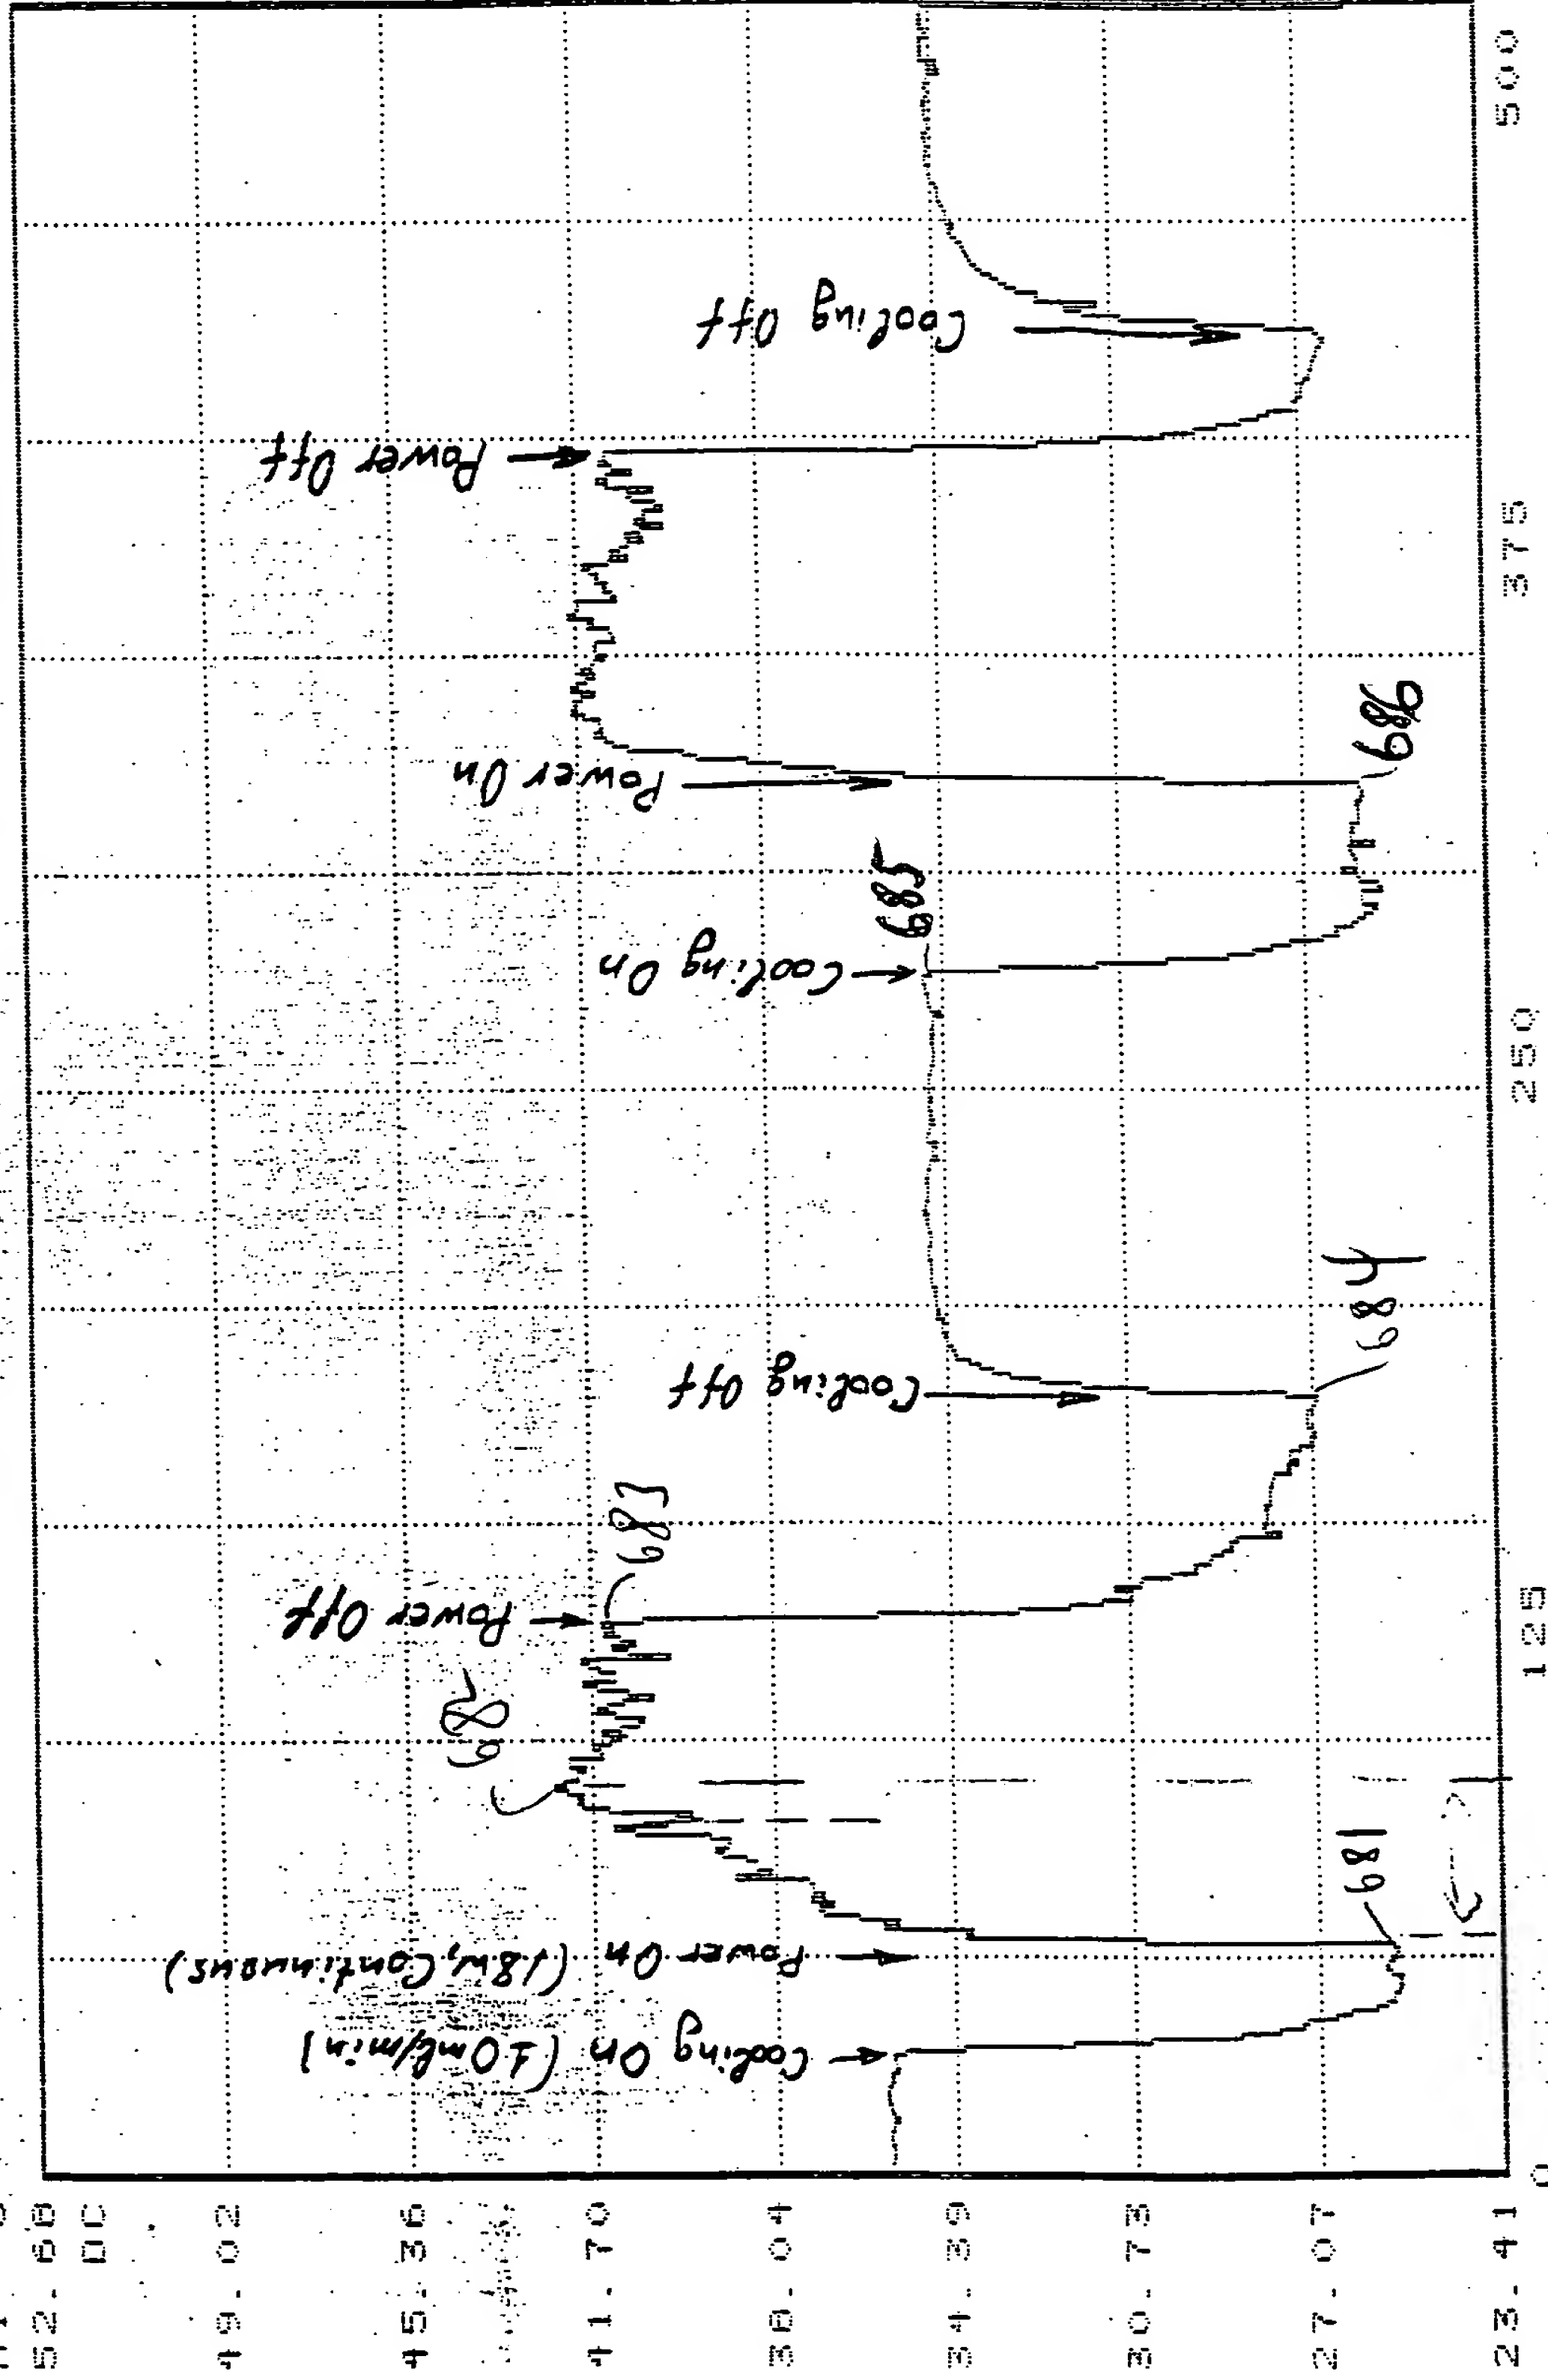 52.68
DC
49.02
45.36
41.70
38.04
34.39
30.73
27.07
23.41
0
125
250
375
500
Cooling On (10ml/min)
Power On (1.8w, Continuous)
681
682
Power Off
683
Cooling Off
684
Cooling On
685
Power On
686
Power Off
Cooling Off